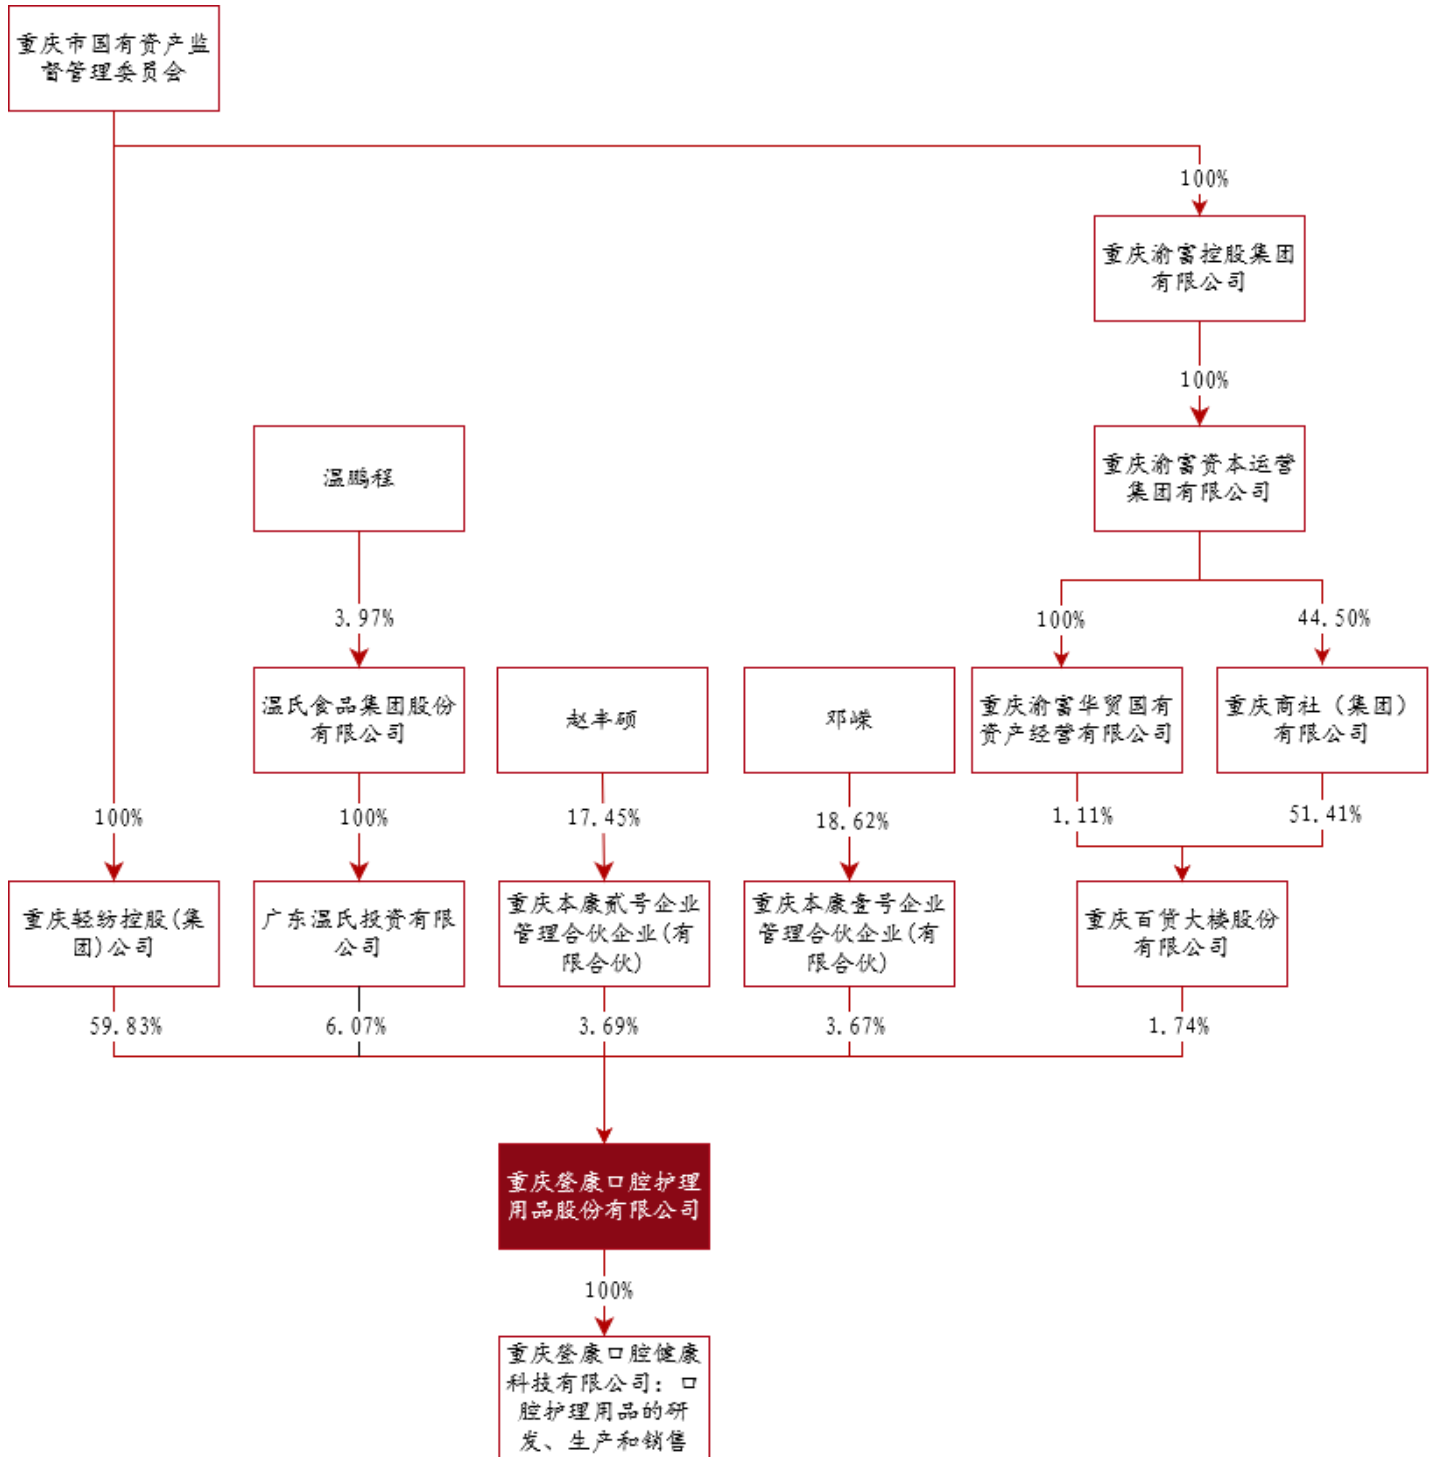 重庆市国有资产监
督管理委员会
100%
重庆渝富控股集团
有限公司
100%
温鹏程
重庆渝富资本运营
集团有限公司
3.97%
100%
44.50%
温氏食品集团股份
有限公司
赵丰硕
邓嵘
重庆渝富华贸国有
资产经营有限公司
重庆商社（集团）
有限公司
100%
100%
17.45%
18.62%
1.11%
51.41%
重庆轻纺控股(集
团)公司
广东温氏投资有限
公司
重庆本康贰号企业
管理合伙企业(有
限合伙)
重庆本康壹号企业
管理合伙企业(有
限合伙)
重庆百货大楼股份
有限公司
59.83%
6.07%
3.69%
3.67%
1.74%
重庆登康口腔护理
用品股份有限公司
100%
重庆登康口腔健康
科技有限公司：口
腔护理用品的研
发、生产和销售